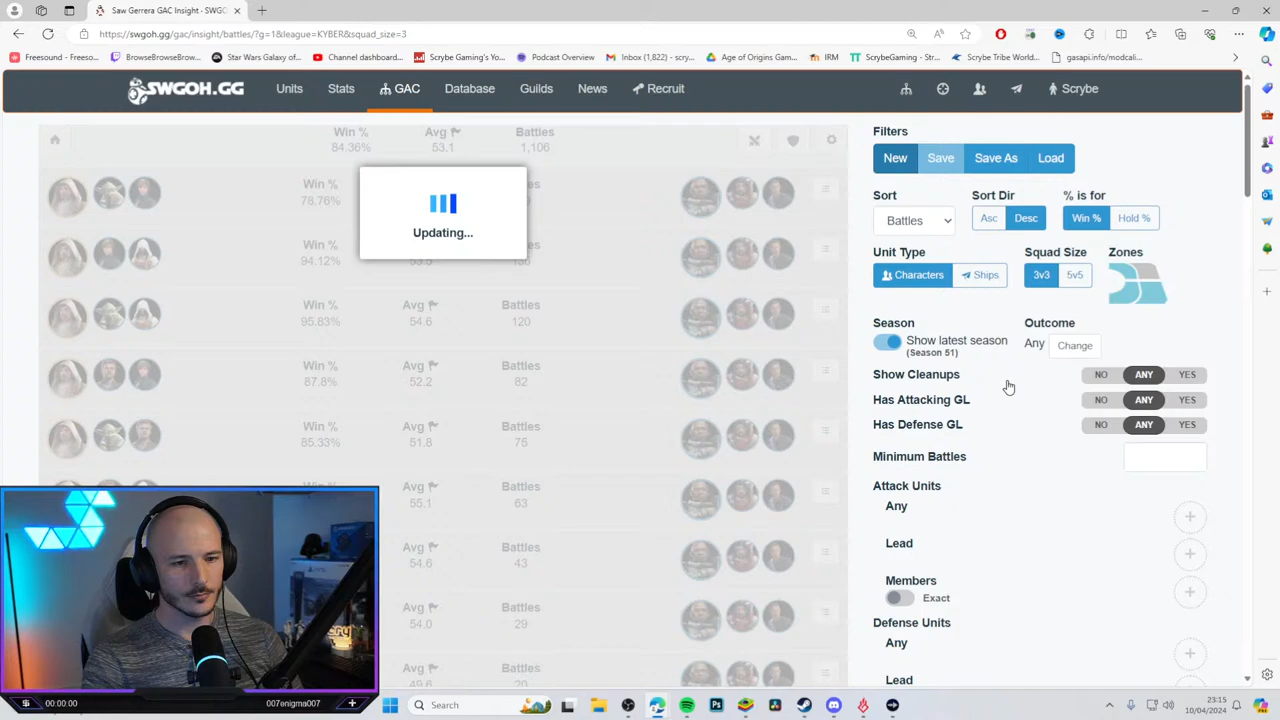 Saw Gerrera GAC Insight - SWGO
https://swgoh.gg/gac/insight/battles/?g=1&league=KYBER&squad_size=3
Freesound - Freeso...
BrowseBrowseBrow...
Star Wars Galaxy of...
Channel dashboard...
Scrybe Gaming's Yo...
Podcast Overview
Inbox (1,822) - scry...
Age of Origins Gam...
IRM
ScrybeGaming - Str...
Scrybe Tribe World...
gasapi.info/modcali...
SWGOH.GG
Units
Stats
GAC
Database
Guilds
News
Recruit
Scrybe
Win % Avg Battles
84.36% 53.1 1,106
Win %
78.76%
94.12%
Win % Avg Battles
95.83% 54.6 120
Win % Avg Battles
87.8% 52.2 82
Win % Avg Battles
85.33% 51.8 75
Avg Battles
55.1 63
Avg Battles
54.6 43
Avg Battles
54.0 29
Avg Battles
49.6 20
Updating...
Filters
New Save Save As Load
Sort Sort Dir % is for
Battles Asc Desc Win % Hold %
Unit Type Squad Size Zones
Characters Ships 3v3 5v5
Season Outcome
Show latest season
(Season 51)
Any Change
Show Cleanups NO ANY YES
Has Attacking GL NO ANY YES
Has Defense GL NO ANY YES
Minimum Battles
Attack Units
Any
Lead
Members
Exact
Defense Units
Any
Lead
00:00:00
007enigma007
Search
23:15
10/04/2024